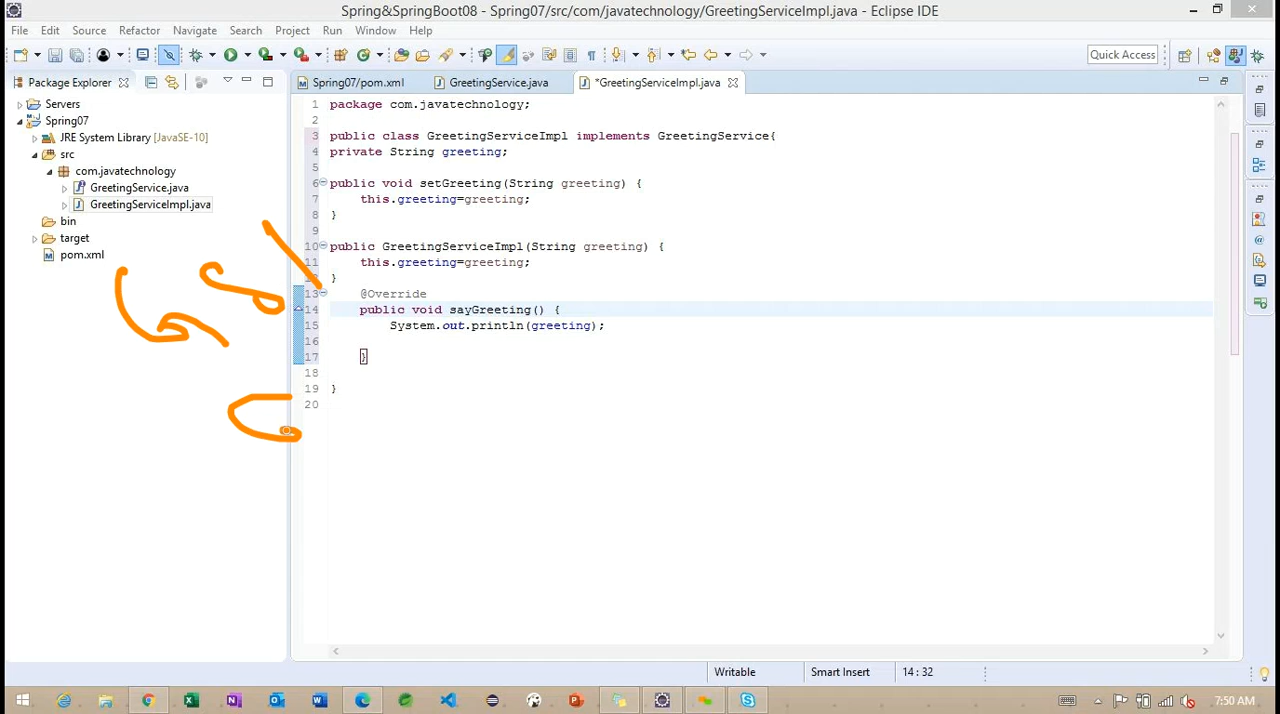 Spring&SpringBoot08 - Spring07/src/com/javatechnology/GreetingServiceImpl.java - Eclipse IDE
File Edit Source Refactor Navigate Search Project Run Window Help
Quick Access
Package Explorer
Spring07/pom.xml GreetingService.java *GreetingServiceImpl.java
Servers
Spring07
JRE System Library [JavaSE-10]
src
com.javatechnology
GreetingService.java
GreetingServiceImpl.java
bin
target
pom.xml
1 package com.javatechnology;
2
3 public class GreetingServiceImpl implements GreetingService{
4 private String greeting;
5
6 public void setGreeting(String greeting) {
7 this.greeting=greeting;
8 }
9
10 public GreetingServiceImpl(String greeting) {
11 this.greeting=greeting;
12 }
13 @Override
14 public void sayGreeting() {
15 System.out.println(greeting);
16
17 }
18
19 }
20
Writable Smart Insert 14 : 32
7:50 AM